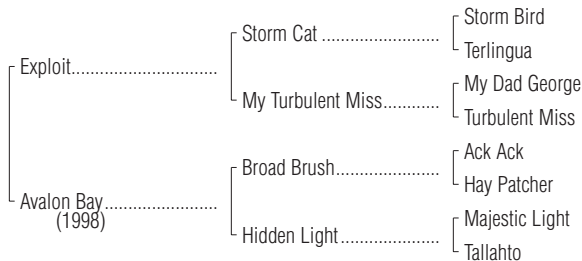 Storm Bird
Storm Cat ........................
Terlingua
Exploit..............................
My Dad George
My Turbulent Miss...........
Turbulent Miss
Ack Ack
Broad Brush.....................
Hay Patcher
Avalon Bay.......................
(1998)
Majestic Light
Hidden Light....................
Tallahto